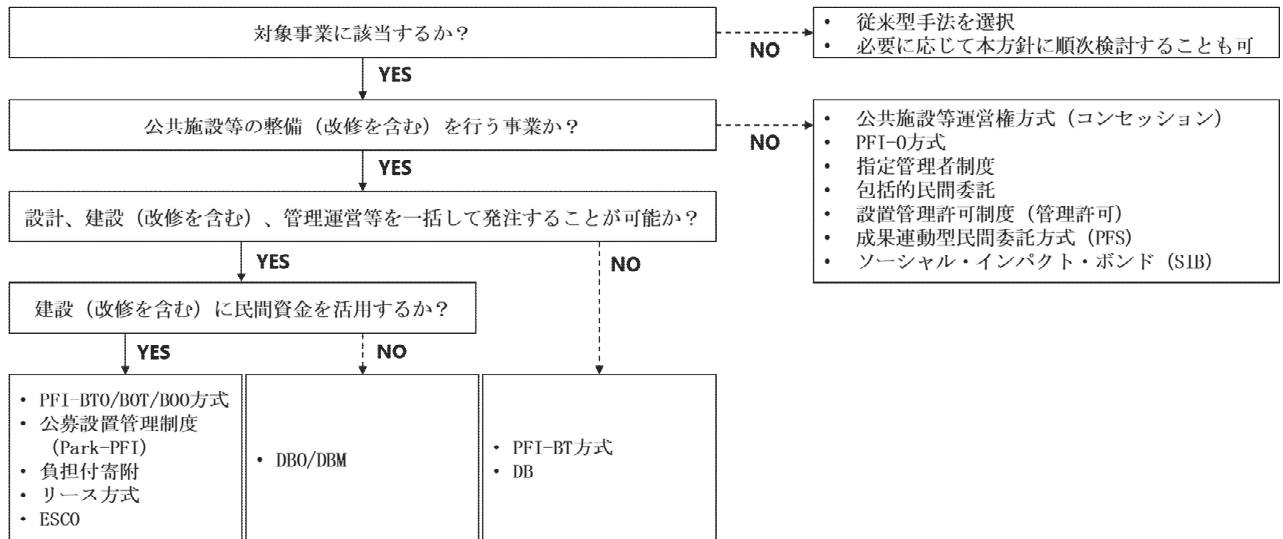 対象事業に該当するか？
NO
• 従来型手法を選択
• 必要に応じて本方針に順次検討することも可
YES
公共施設等の整備（改修を含む）を行う事業か？
NO
• 公共施設等運営権方式（コンセッション）
• PFI-O方式
• 指定管理者制度
• 包括的民間委託
• 設置管理許可制度（管理許可）
• 成果連動型民間委託方式（PFS）
• ソーシャル・インパクト・ボンド（SIB）
YES
設計、建設（改修を含む）、管理運営等を一括して発注することが可能か？
YES
NO
建設（改修を含む）に民間資金を活用するか？
YES
NO
• PFI-BTO/BOT/BOO方式
• 公募設置管理制度
（Park-PFI）
• 負担付寄附
• リース方式
• ESCO
• DBO/DBM
• PFI-BT方式
• DB